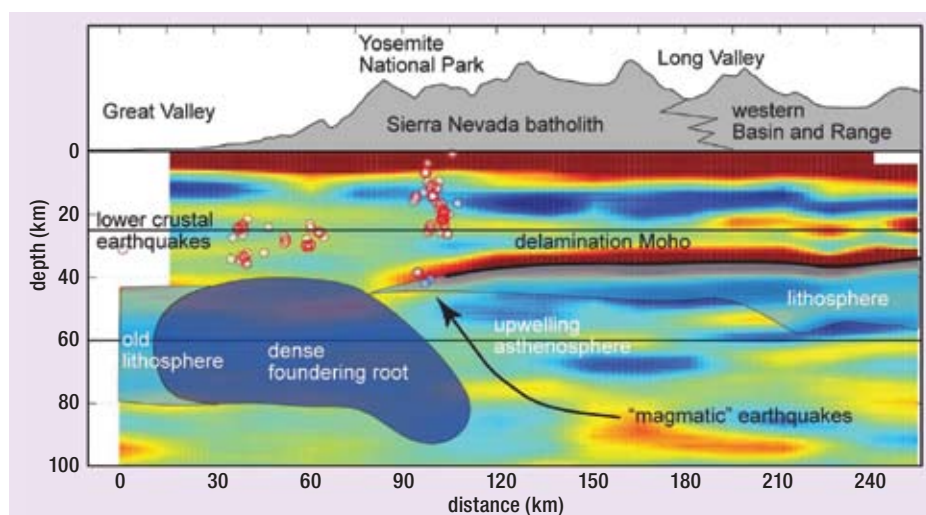 Yosemite
National Park
Long Valley
Great Valley
Sierra Nevada batholith
western
Basin and Range
0
20
40
60
80
100
depth (km)
lower crustal
earthquakes
delamination Moho
lithosphere
old
lithosphere
dense
foundering root
upwelling
asthenosphere
"magmatic" earthquakes
0 30 60 90 120 150 180 210 240
distance (km)